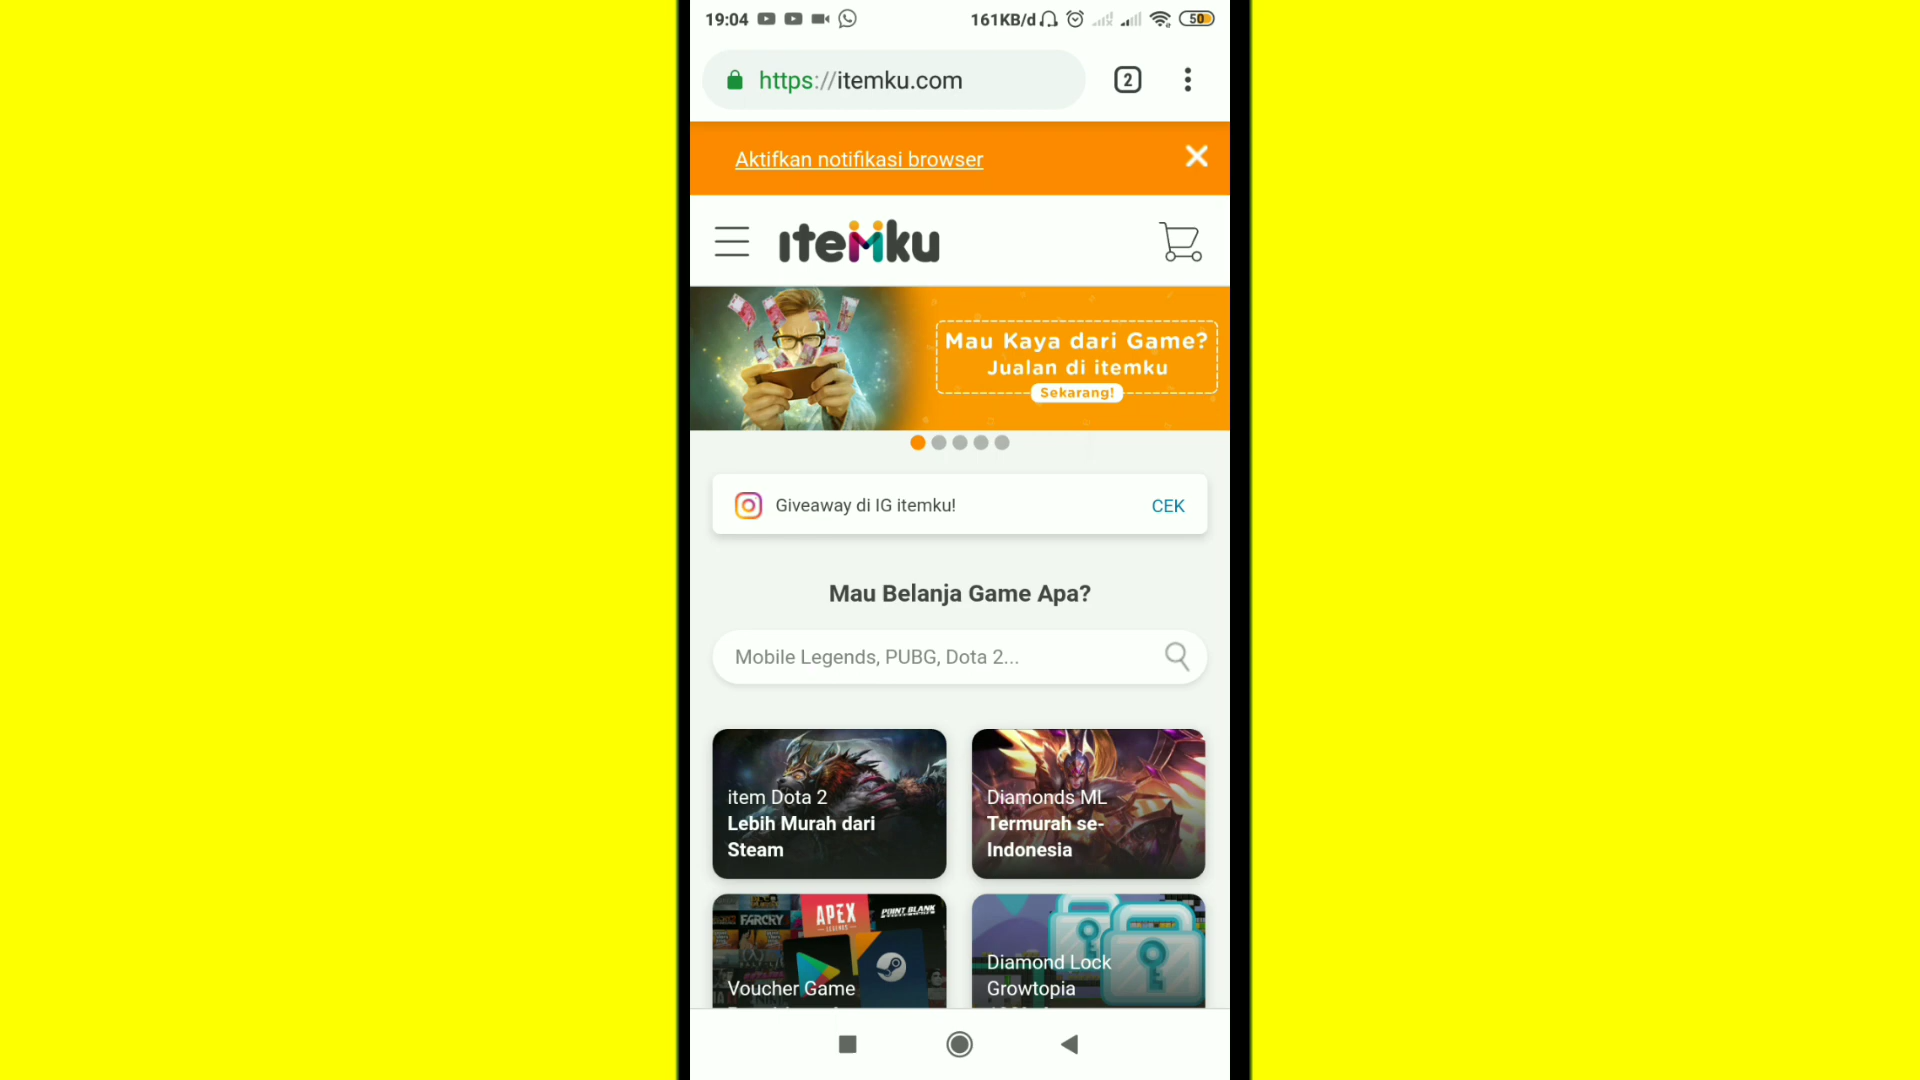 19:04 161KB/d 50
https://itemku.com 2
Aktifkan notifikasi browser
itemku
Mau Kaya dari Game?
Jualan di itemku
Sekarang!
Giveaway di IG itemku!
CEK
Mau Belanja Game Apa?
Mobile Legends, PUBG, Dota 2...
item Dota 2
Lebih Murah dari
Steam
Diamonds ML
Termurah se-
Indonesia
FARCRY
APEX
LEGENDS
POINT BLANK
Voucher Game
Diamond Lock
Growtopia